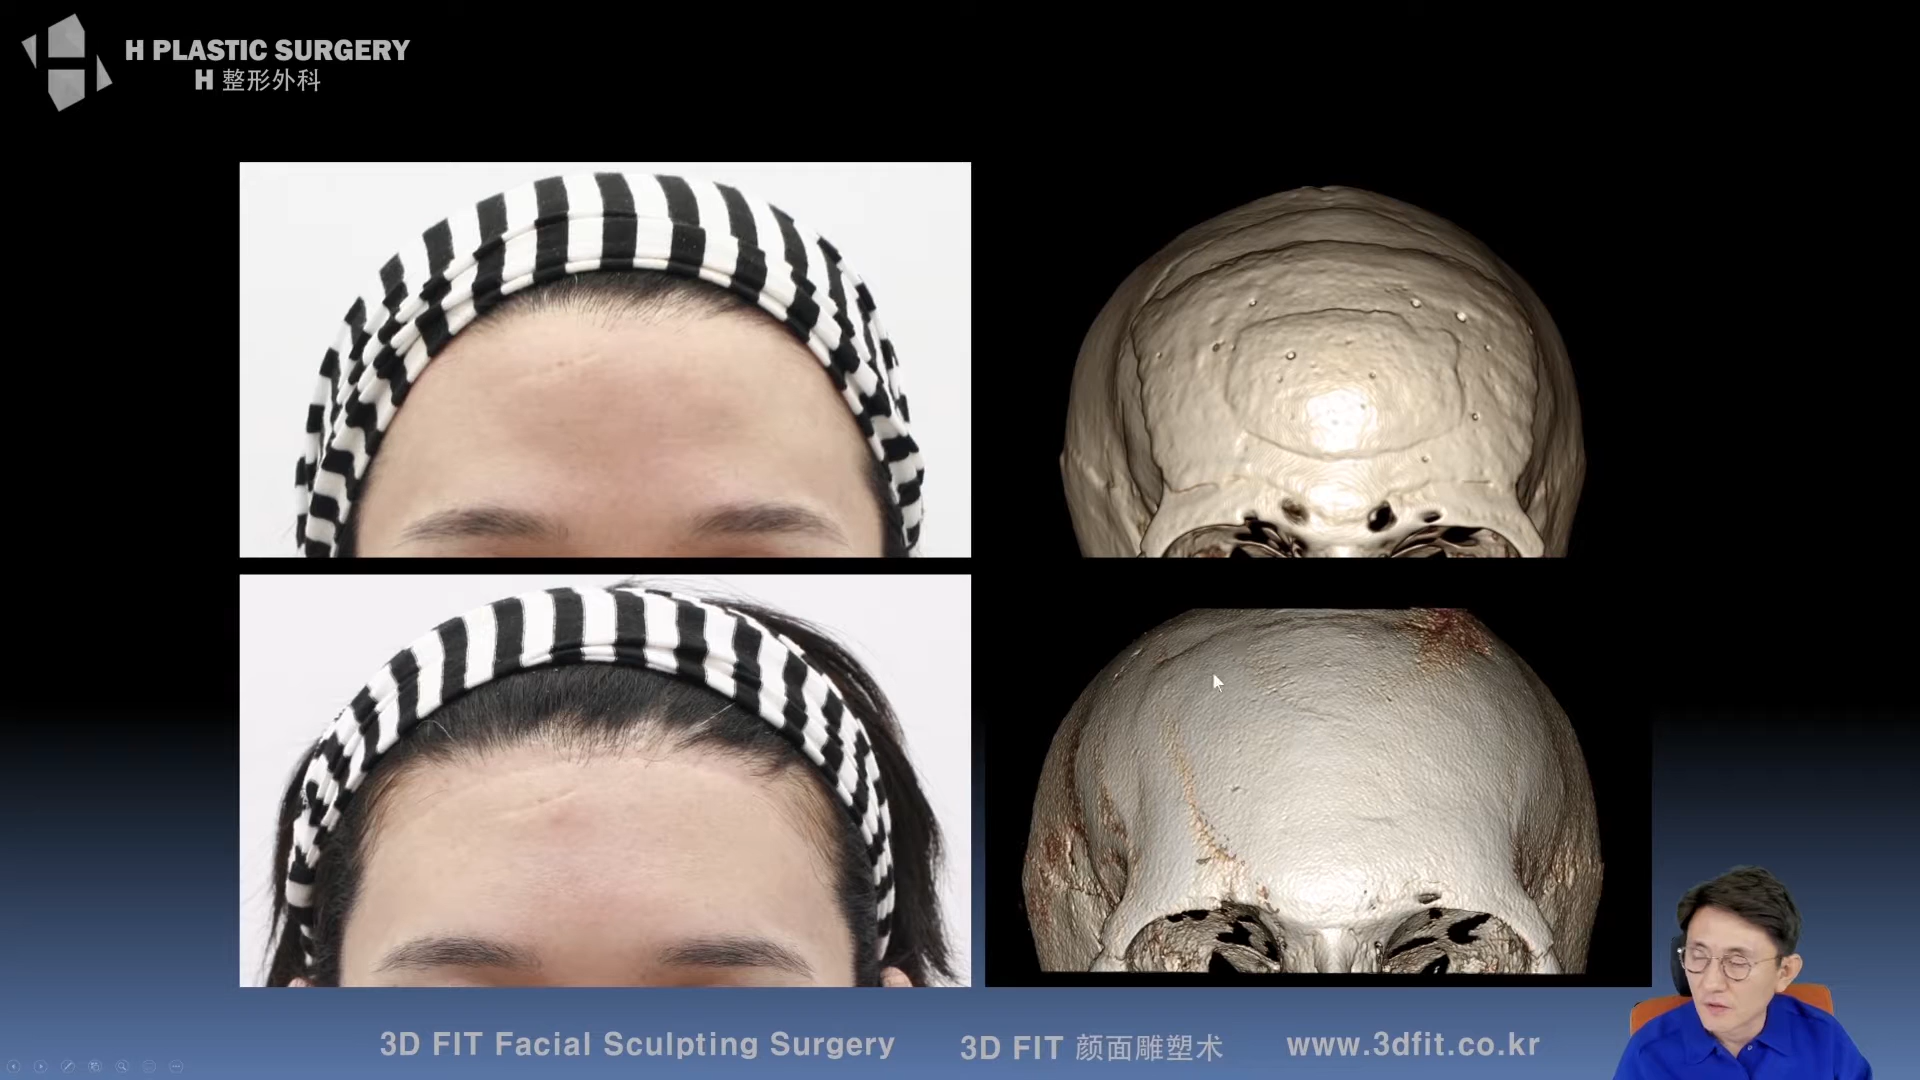 H PLASTIC SURGERY
H 整形外科
3D FIT Facial Sculpting Surgery 3D FIT 颜面雕塑术 www.3dfit.co.kr